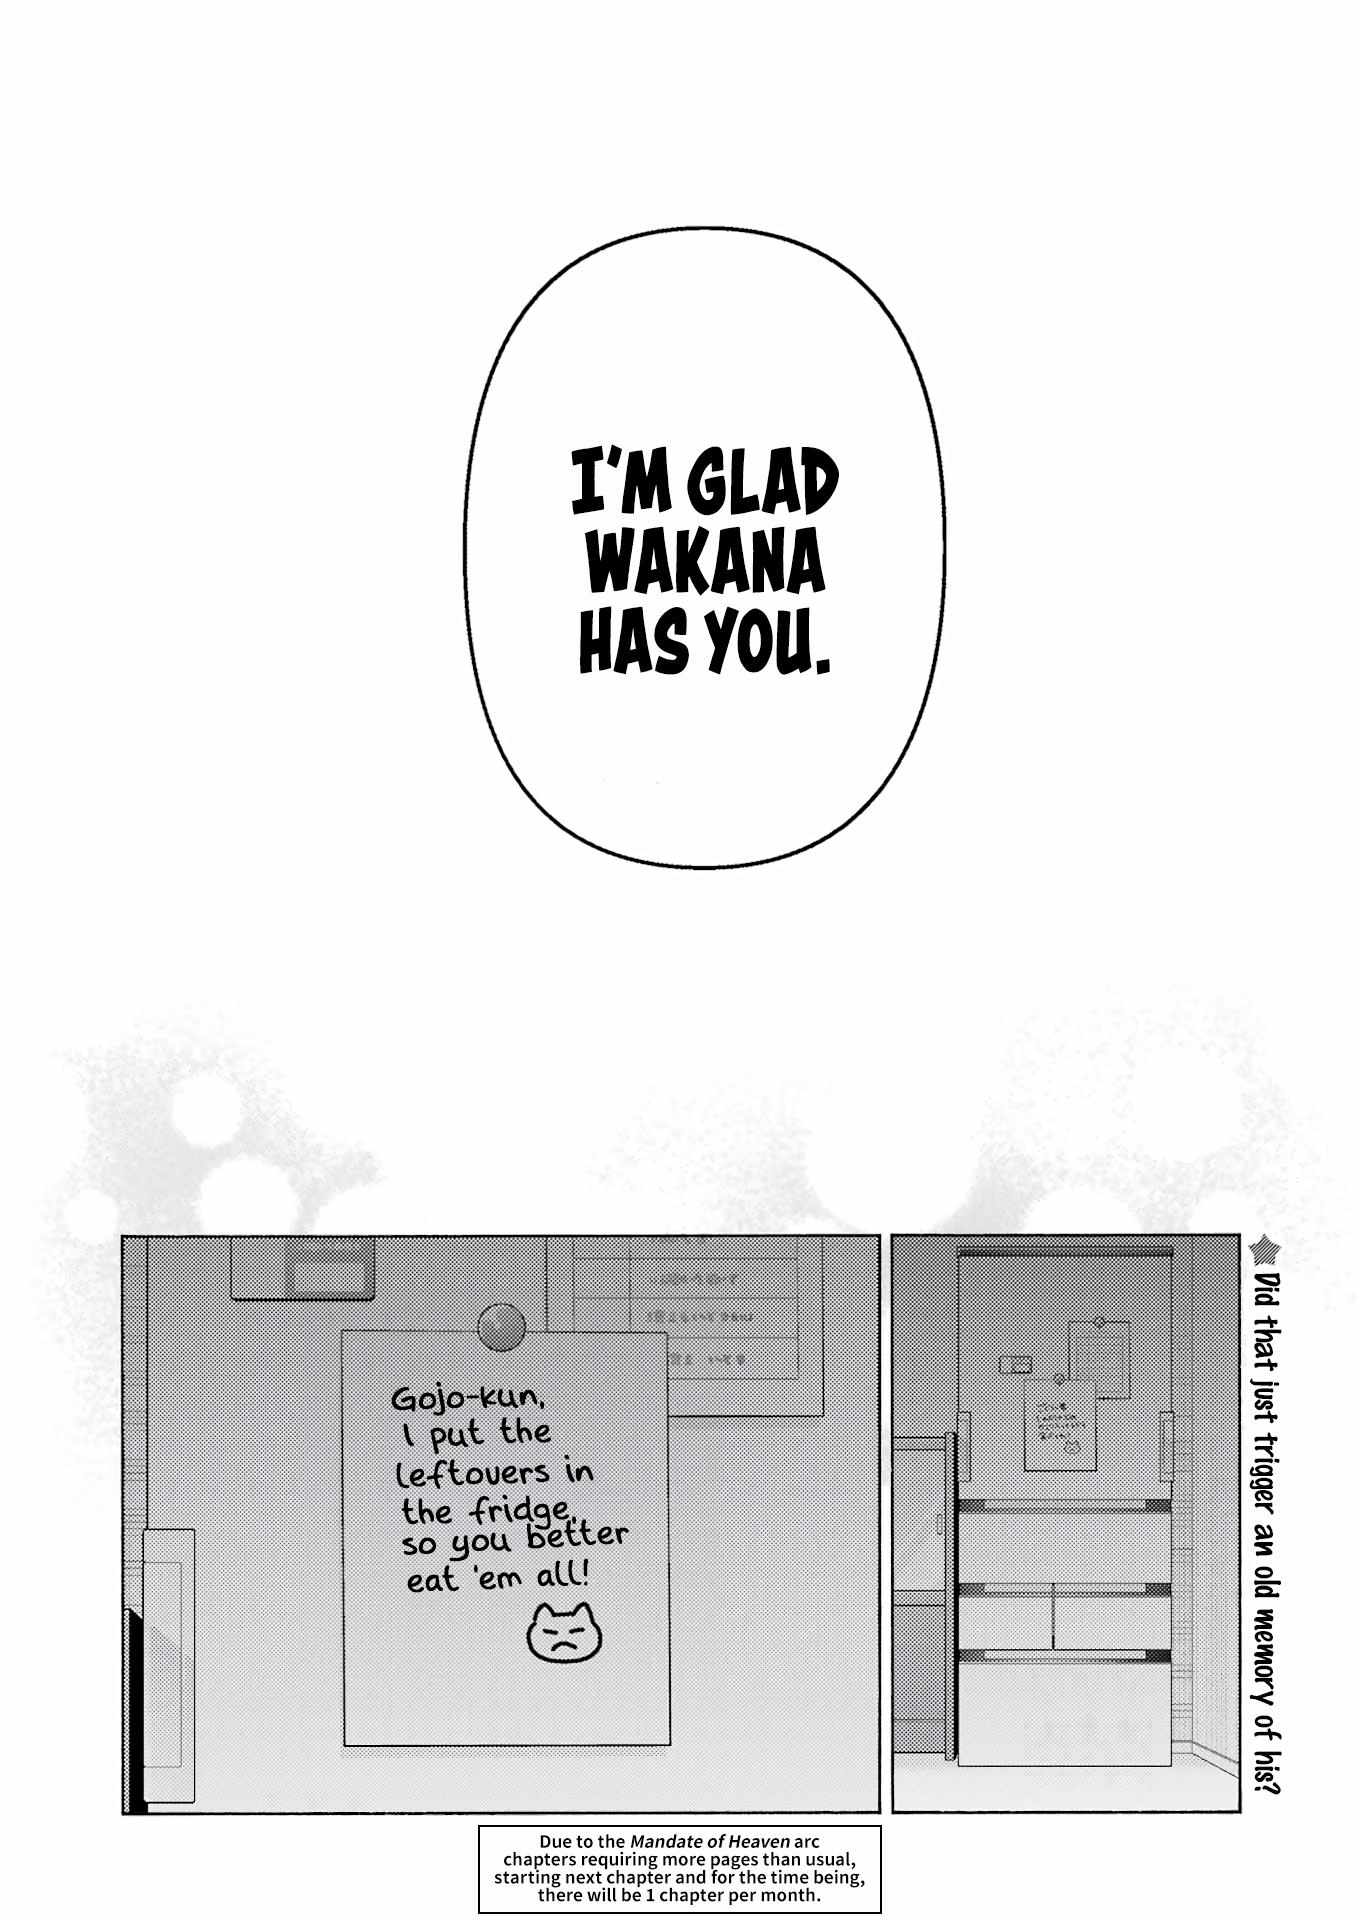 I'M GLAD
WAKANA
HAS YOU.
Did that just trigger an old memory of his?
Gojo-kun,
I put the
leftovers in
the fridge,
so you better
eat 'em all!
Due to the Mandate of Heaven arc
chapters requiring more pages than usual,
starting next chapter and for the time being,
there will be 1 chapter per month.